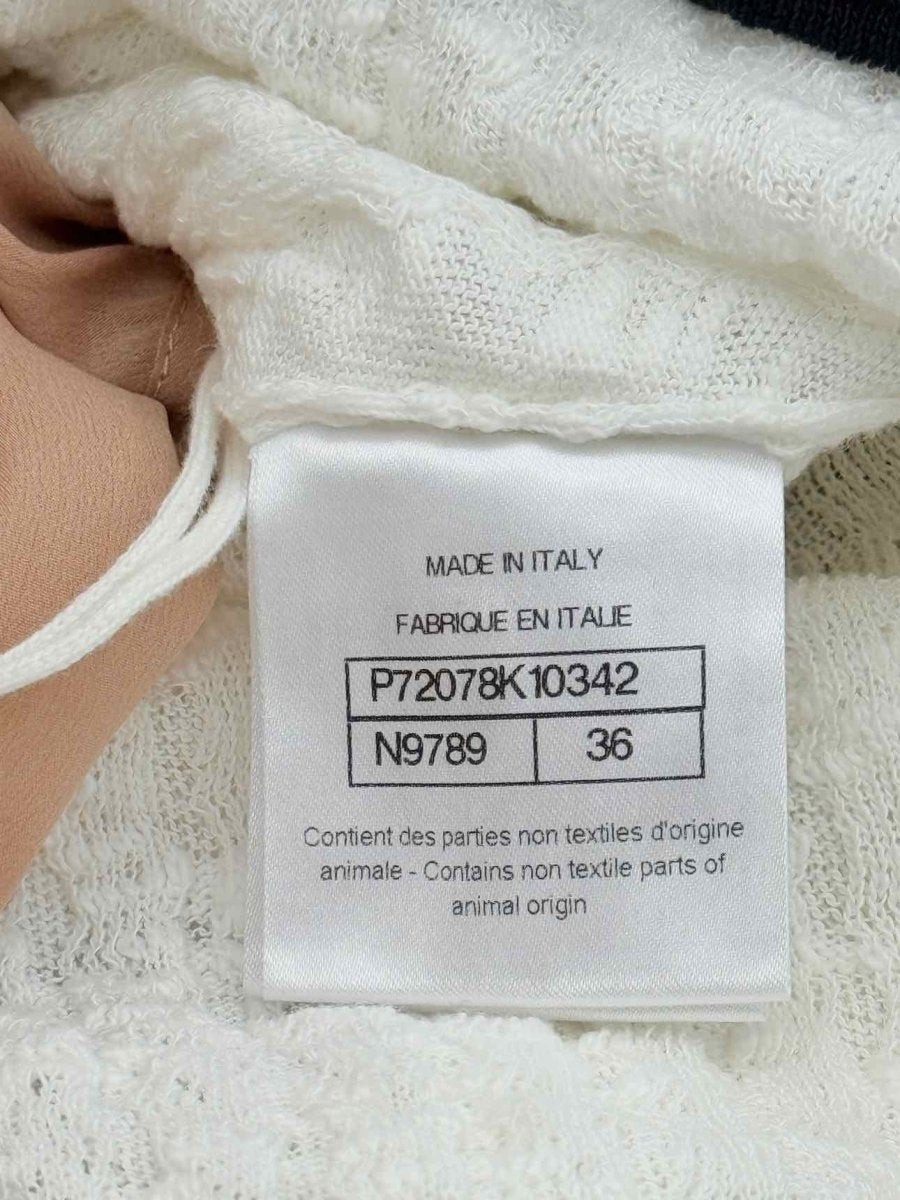 MADE IN ITALY
FABRIQUE EN ITALIE
P72078K10342
N9789 36
Contient des parties non textiles d'origine
animale - Contains non textile parts of
animal origin